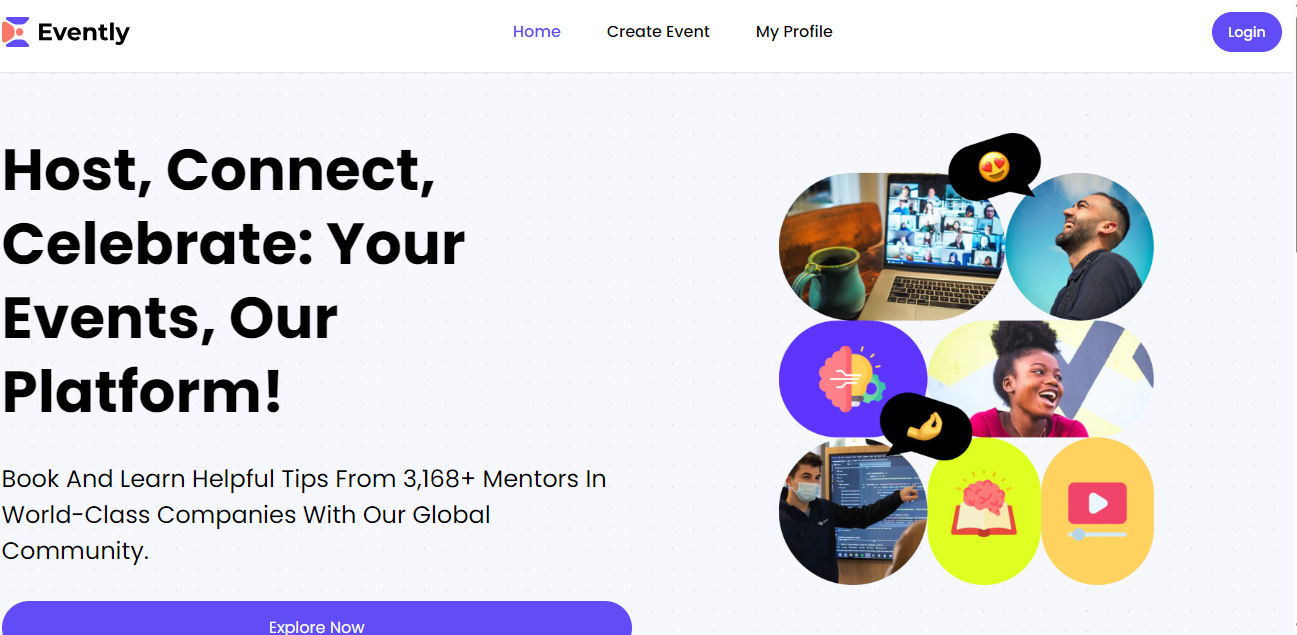 Evently
Home
Create Event
My Profile
Login
Host, Connect,
Celebrate: Your
Events, Our
Platform!
Book And Learn Helpful Tips From 3,168+ Mentors In
World-Class Companies With Our Global
Community.
Explore Now